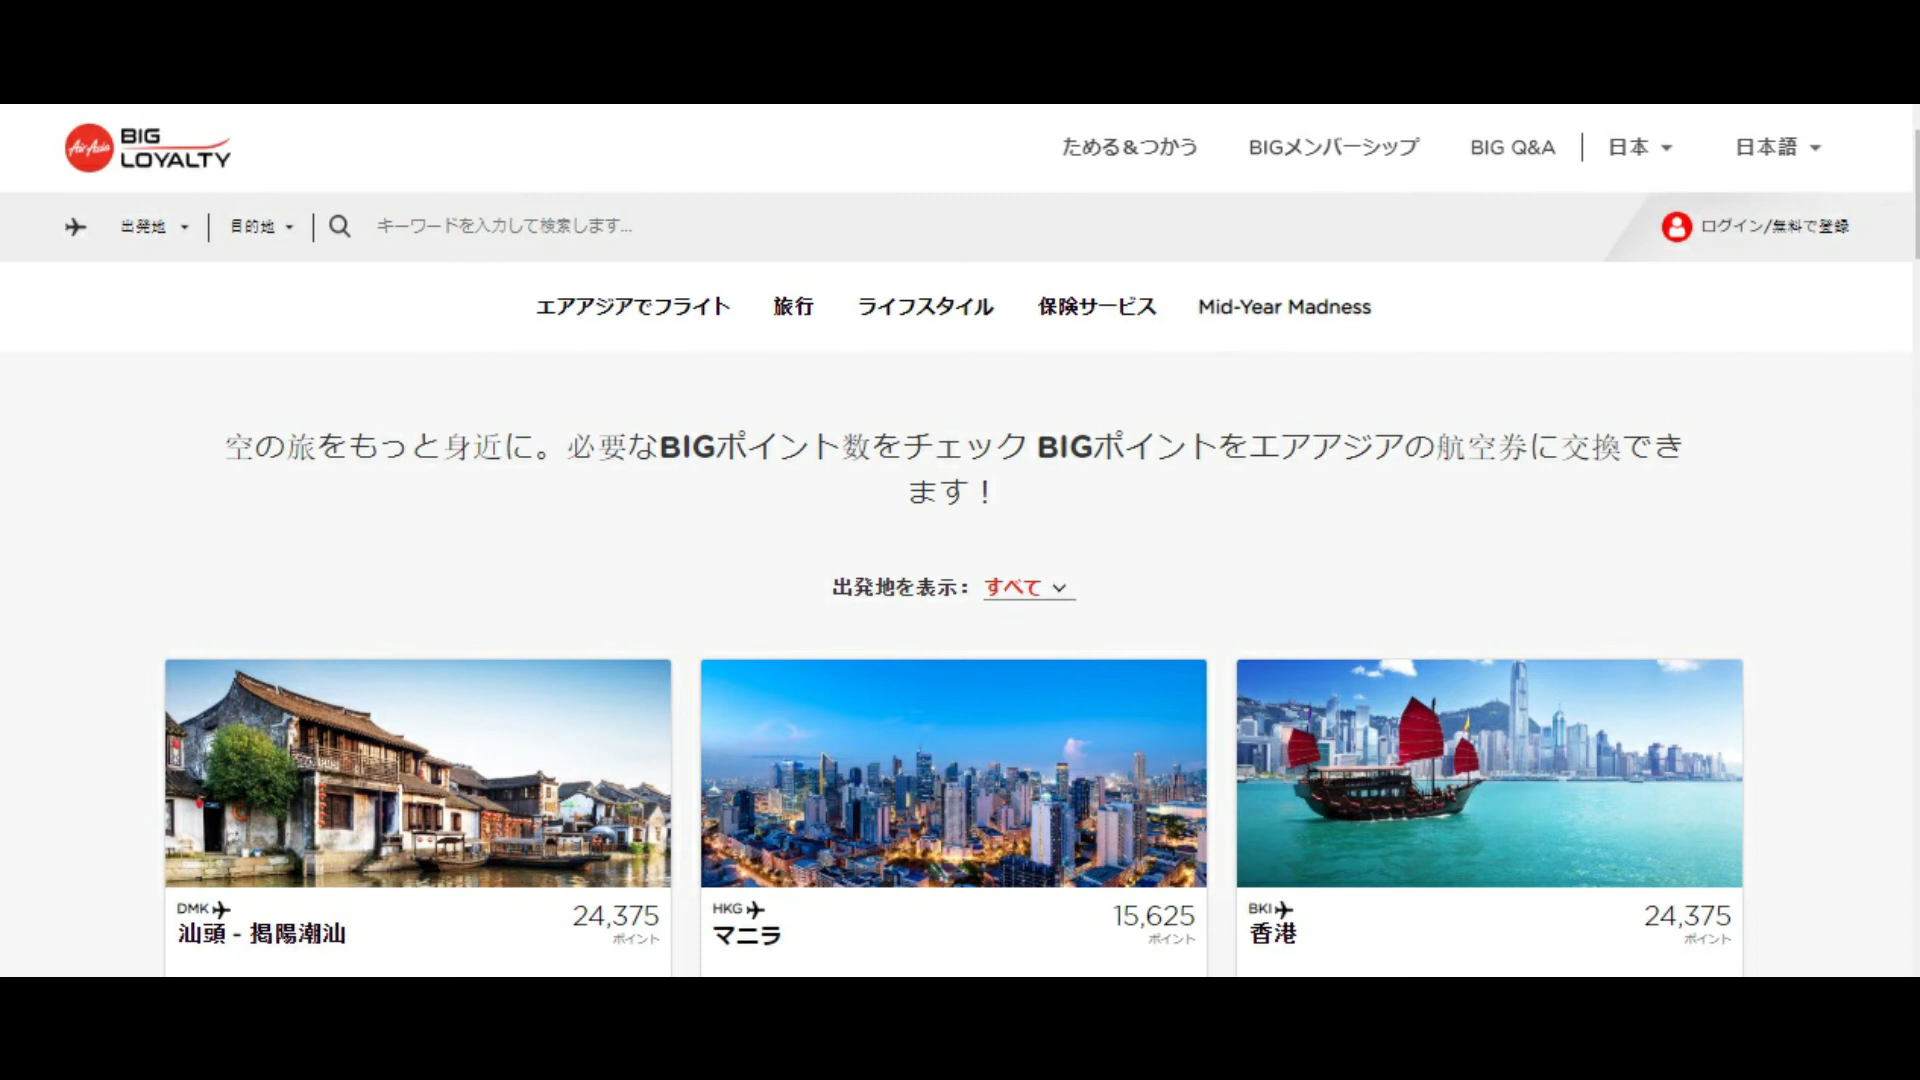 AirAsia BIG LOYALTY
ためる&つかう BIGメンバーシップ BIG Q&A 日本 日本語
出発地 目的地 キーワードを入力して検索します... ログイン/無料で登録
エアアジアでフライト 旅行 ライフスタイル 保険サービス Mid-Year Madness
空の旅をもっと身近に。必要なBIGポイント数をチェック BIGポイントをエアアジアの航空券に交換でき
ます！
出発地を表示： すべて
DMK
汕頭 - 掲陽潮汕
24,375
ポイント
HKG
マニラ
15,625
ポイント
BKI
香港
24,375
ポイント